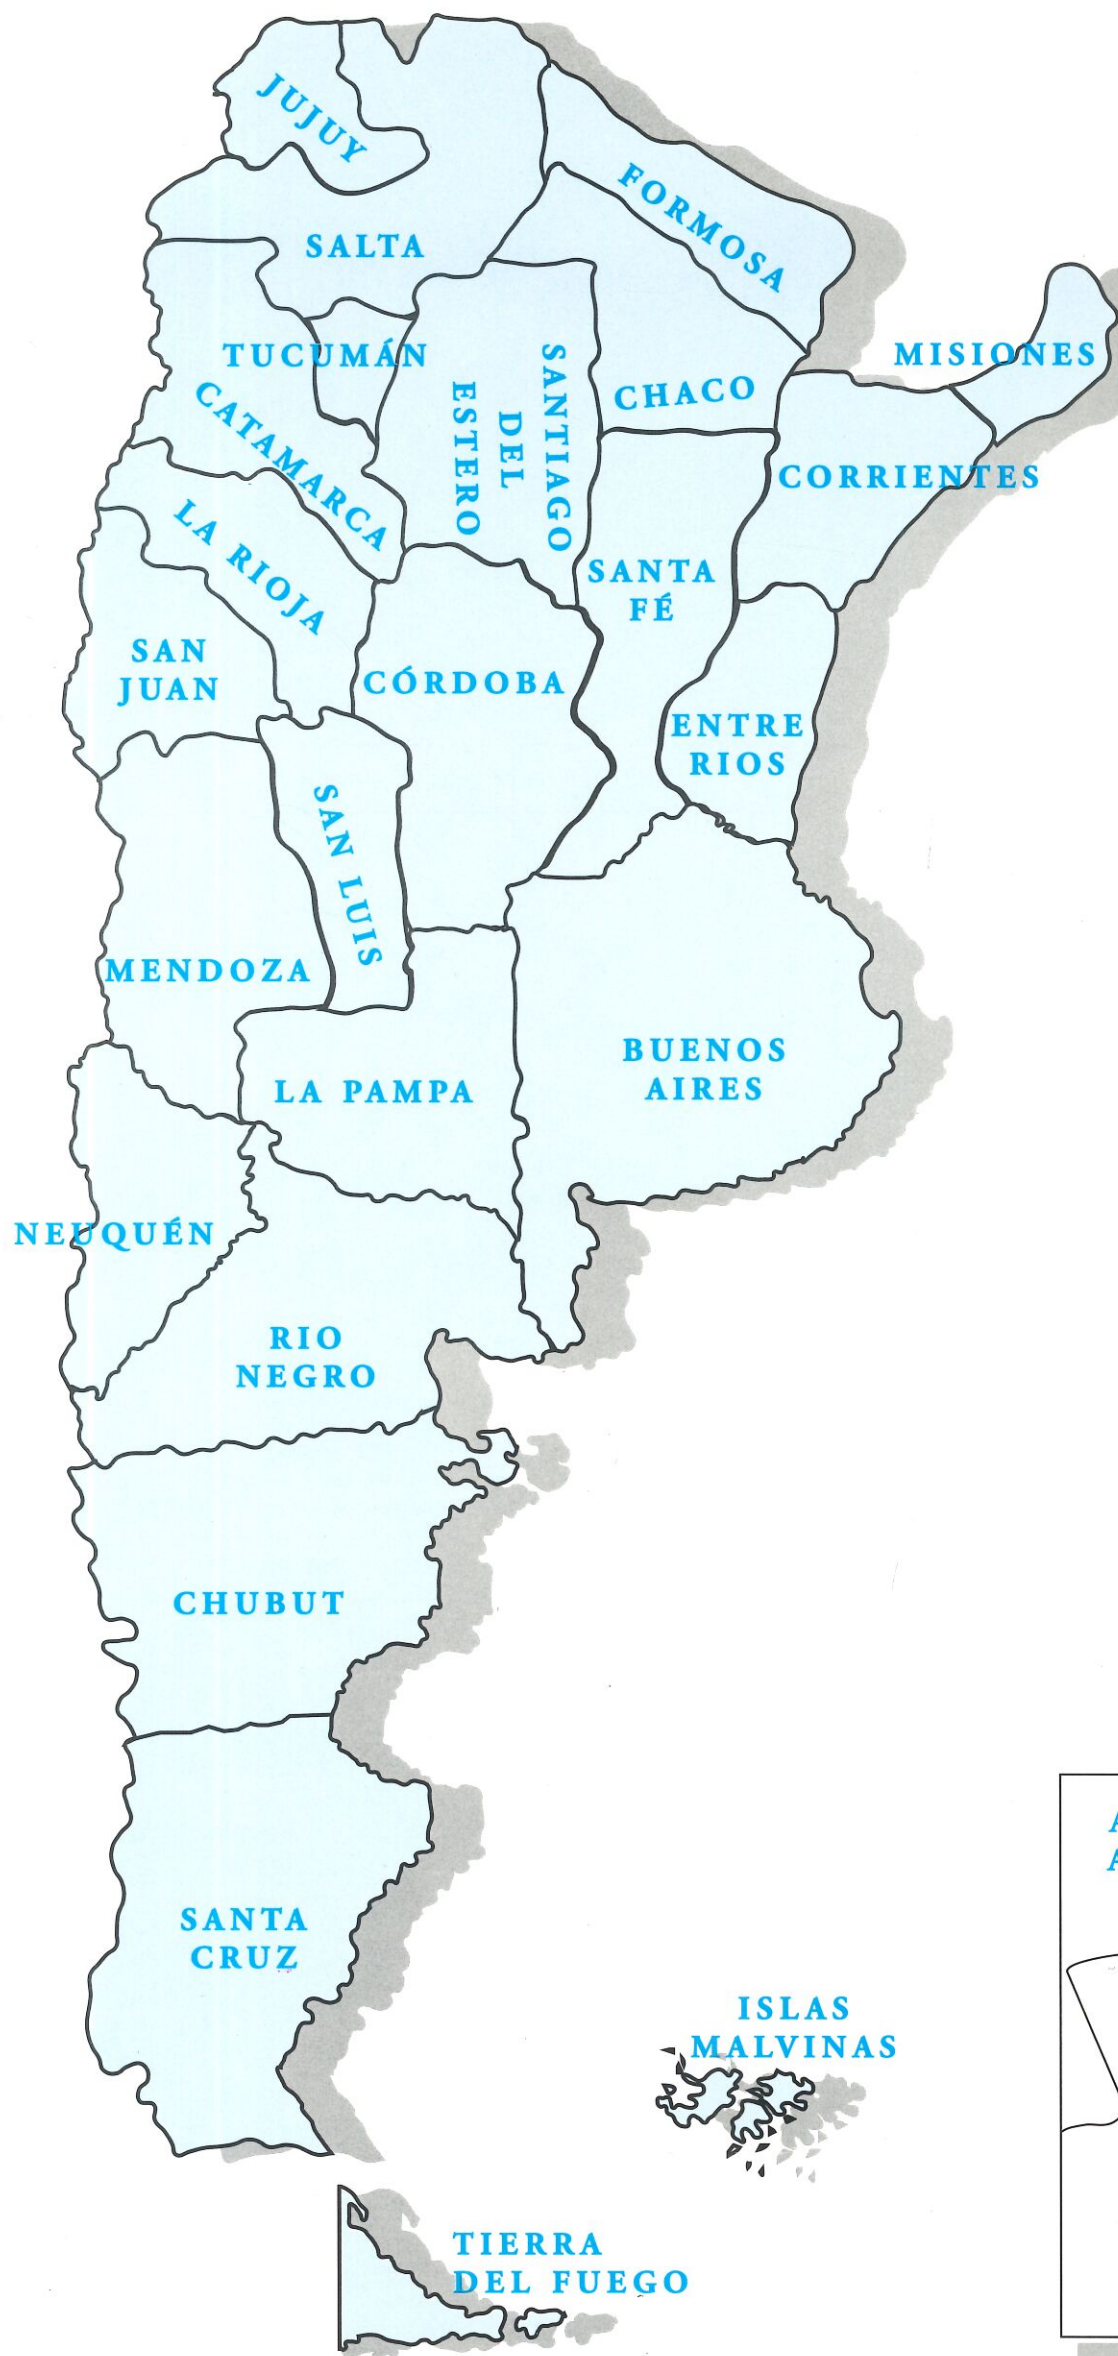 JUJUY
FORMOSA
SALTA
MISIONES
TUCUMÁN
SANTIAGO
DEL
ESTERO
CHACO
CATAMARCA
CORRIENTES
LA RIOJA
SANTA
FÉ
SAN
JUAN
CÓRDOBA
ENTRE
RIOS
SAN LUIS
MENDOZA
BUENOS
AIRES
LA PAMPA
NEUQUÉN
RIO
NEGRO
CHUBUT
SANTA
CRUZ
ISLAS
MALVINAS
TIERRA
DEL FUEGO